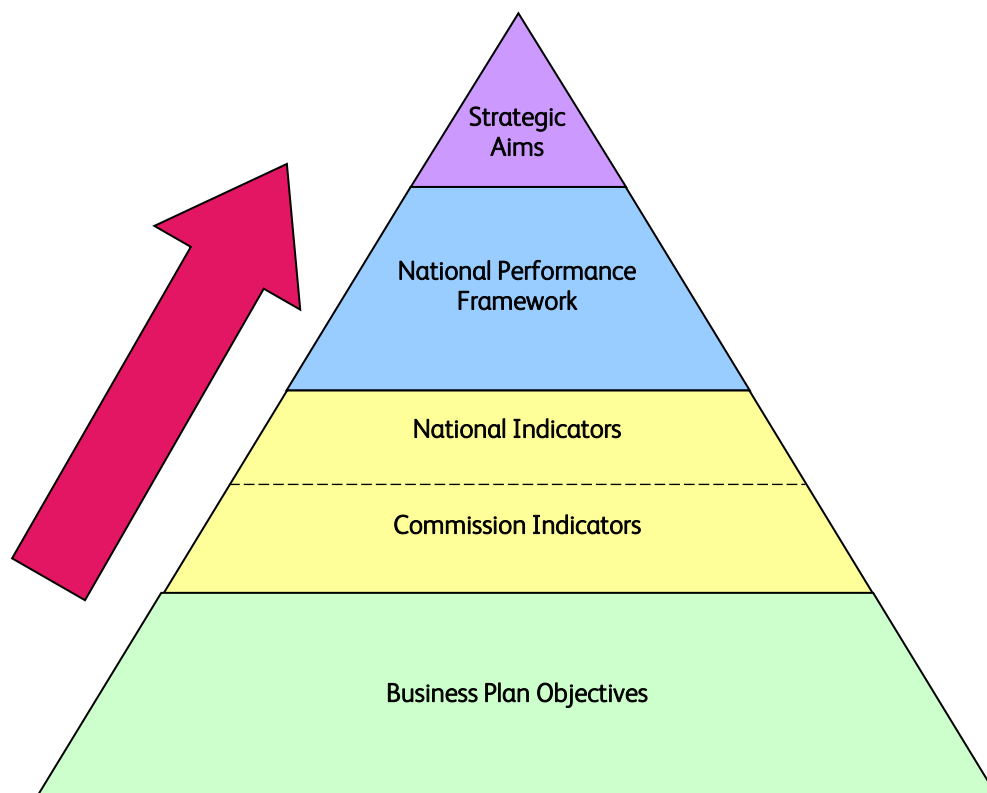 Strategic
Aims
National Performance
Framework
National Indicators
Commission Indicators
Business Plan Objectives